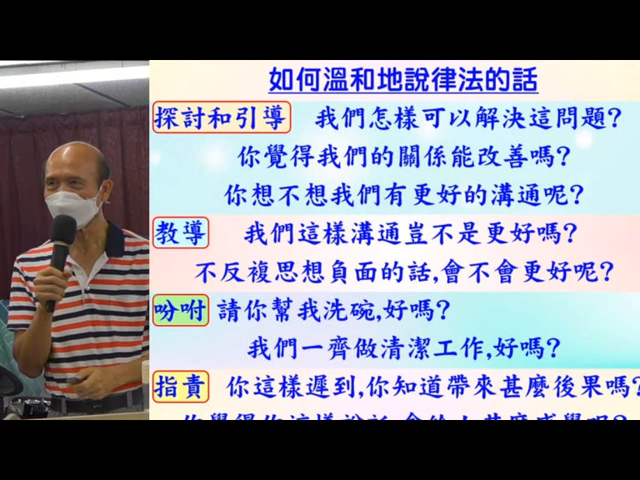 如何溫和地說律法的話
探討和引導 我們怎樣可以解決這問題?
你覺得我們的關係能改善嗎?
你想不想我們有更好的溝通呢?
教導 我們這樣溝通豈不是更好嗎?
不反複思想負面的話,會不會更好呢?
吩咐 請你幫我洗碗,好嗎?
我們一齊做清潔工作,好嗎?
指責 你這樣遲到,你知道帶來甚麼後果嗎?